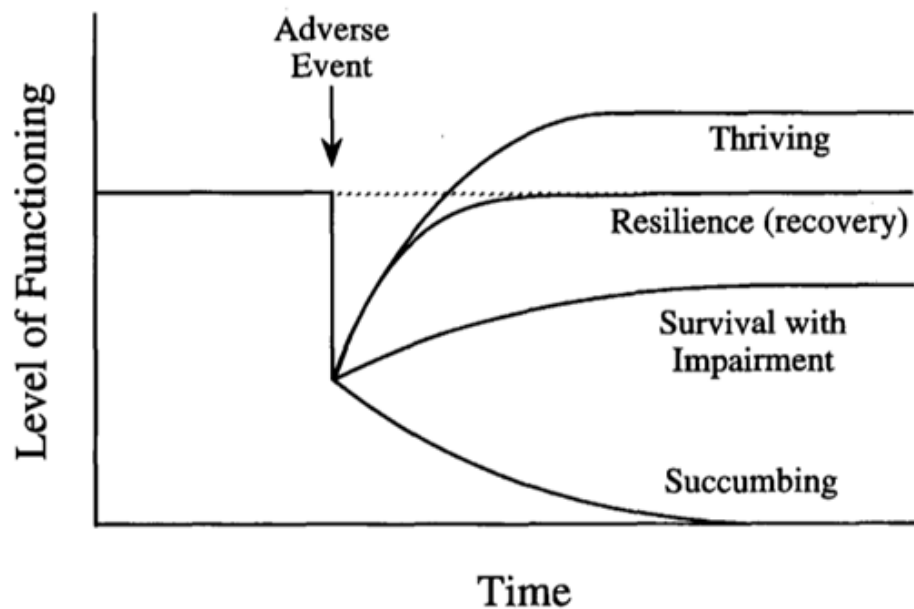 Adverse
Event
Level of Functioning
Thriving
Resilience (recovery)
Survival with
Impairment
Succumbing
Time